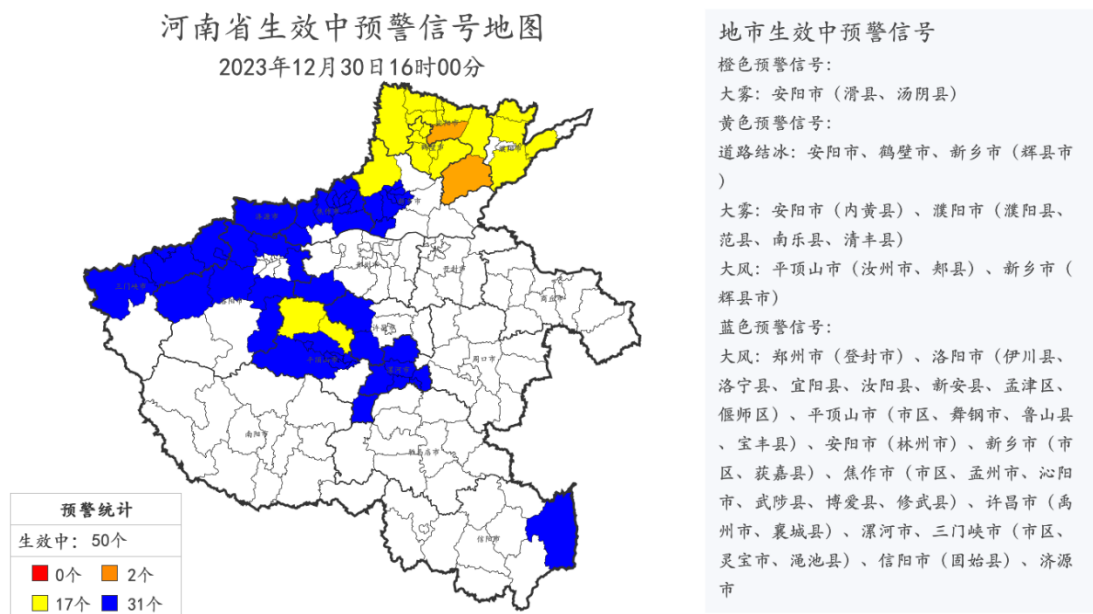 河南省生效中预警信号地图
2023年12月30日16时00分
安阳市
鹤壁市
濮阳市
新乡市
焦作市
济源市
三门峡市
洛阳市
郑州市
开封市
商丘市
许昌市
平顶山市
漯河市
周口市
南阳市
驻马店市
信阳市
预警统计
生效中: 50个
0个 2个
17个 31个
地市生效中预警信号
橙色预警信号:
大雾: 安阳市 (滑县、汤阴县)
黄色预警信号:
道路结冰: 安阳市、鹤壁市、新乡市 (辉县市
)
大雾: 安阳市 (内黄县) 、濮阳市 (濮阳县、
范县、南乐县、清丰县)
大风: 平顶山市 (汝州市、郏县) 、新乡市 (
辉县市)
蓝色预警信号:
大风: 郑州市 (登封市) 、洛阳市 (伊川县、
洛宁县、宜阳县、汝阳县、新安县、孟津区、
偃师区) 、平顶山市 (市区、舞钢市、鲁山县
、宝丰县) 、安阳市 (林州市) 、新乡市 (市
区、获嘉县) 、焦作市 (市区、孟州市、沁阳
市、武陟县、博爱县、修武县) 、许昌市 (禹
州市、襄城县) 、漯河市、三门峡市 (市区、
灵宝市、渑池县) 、信阳市 (固始县) 、济源
市